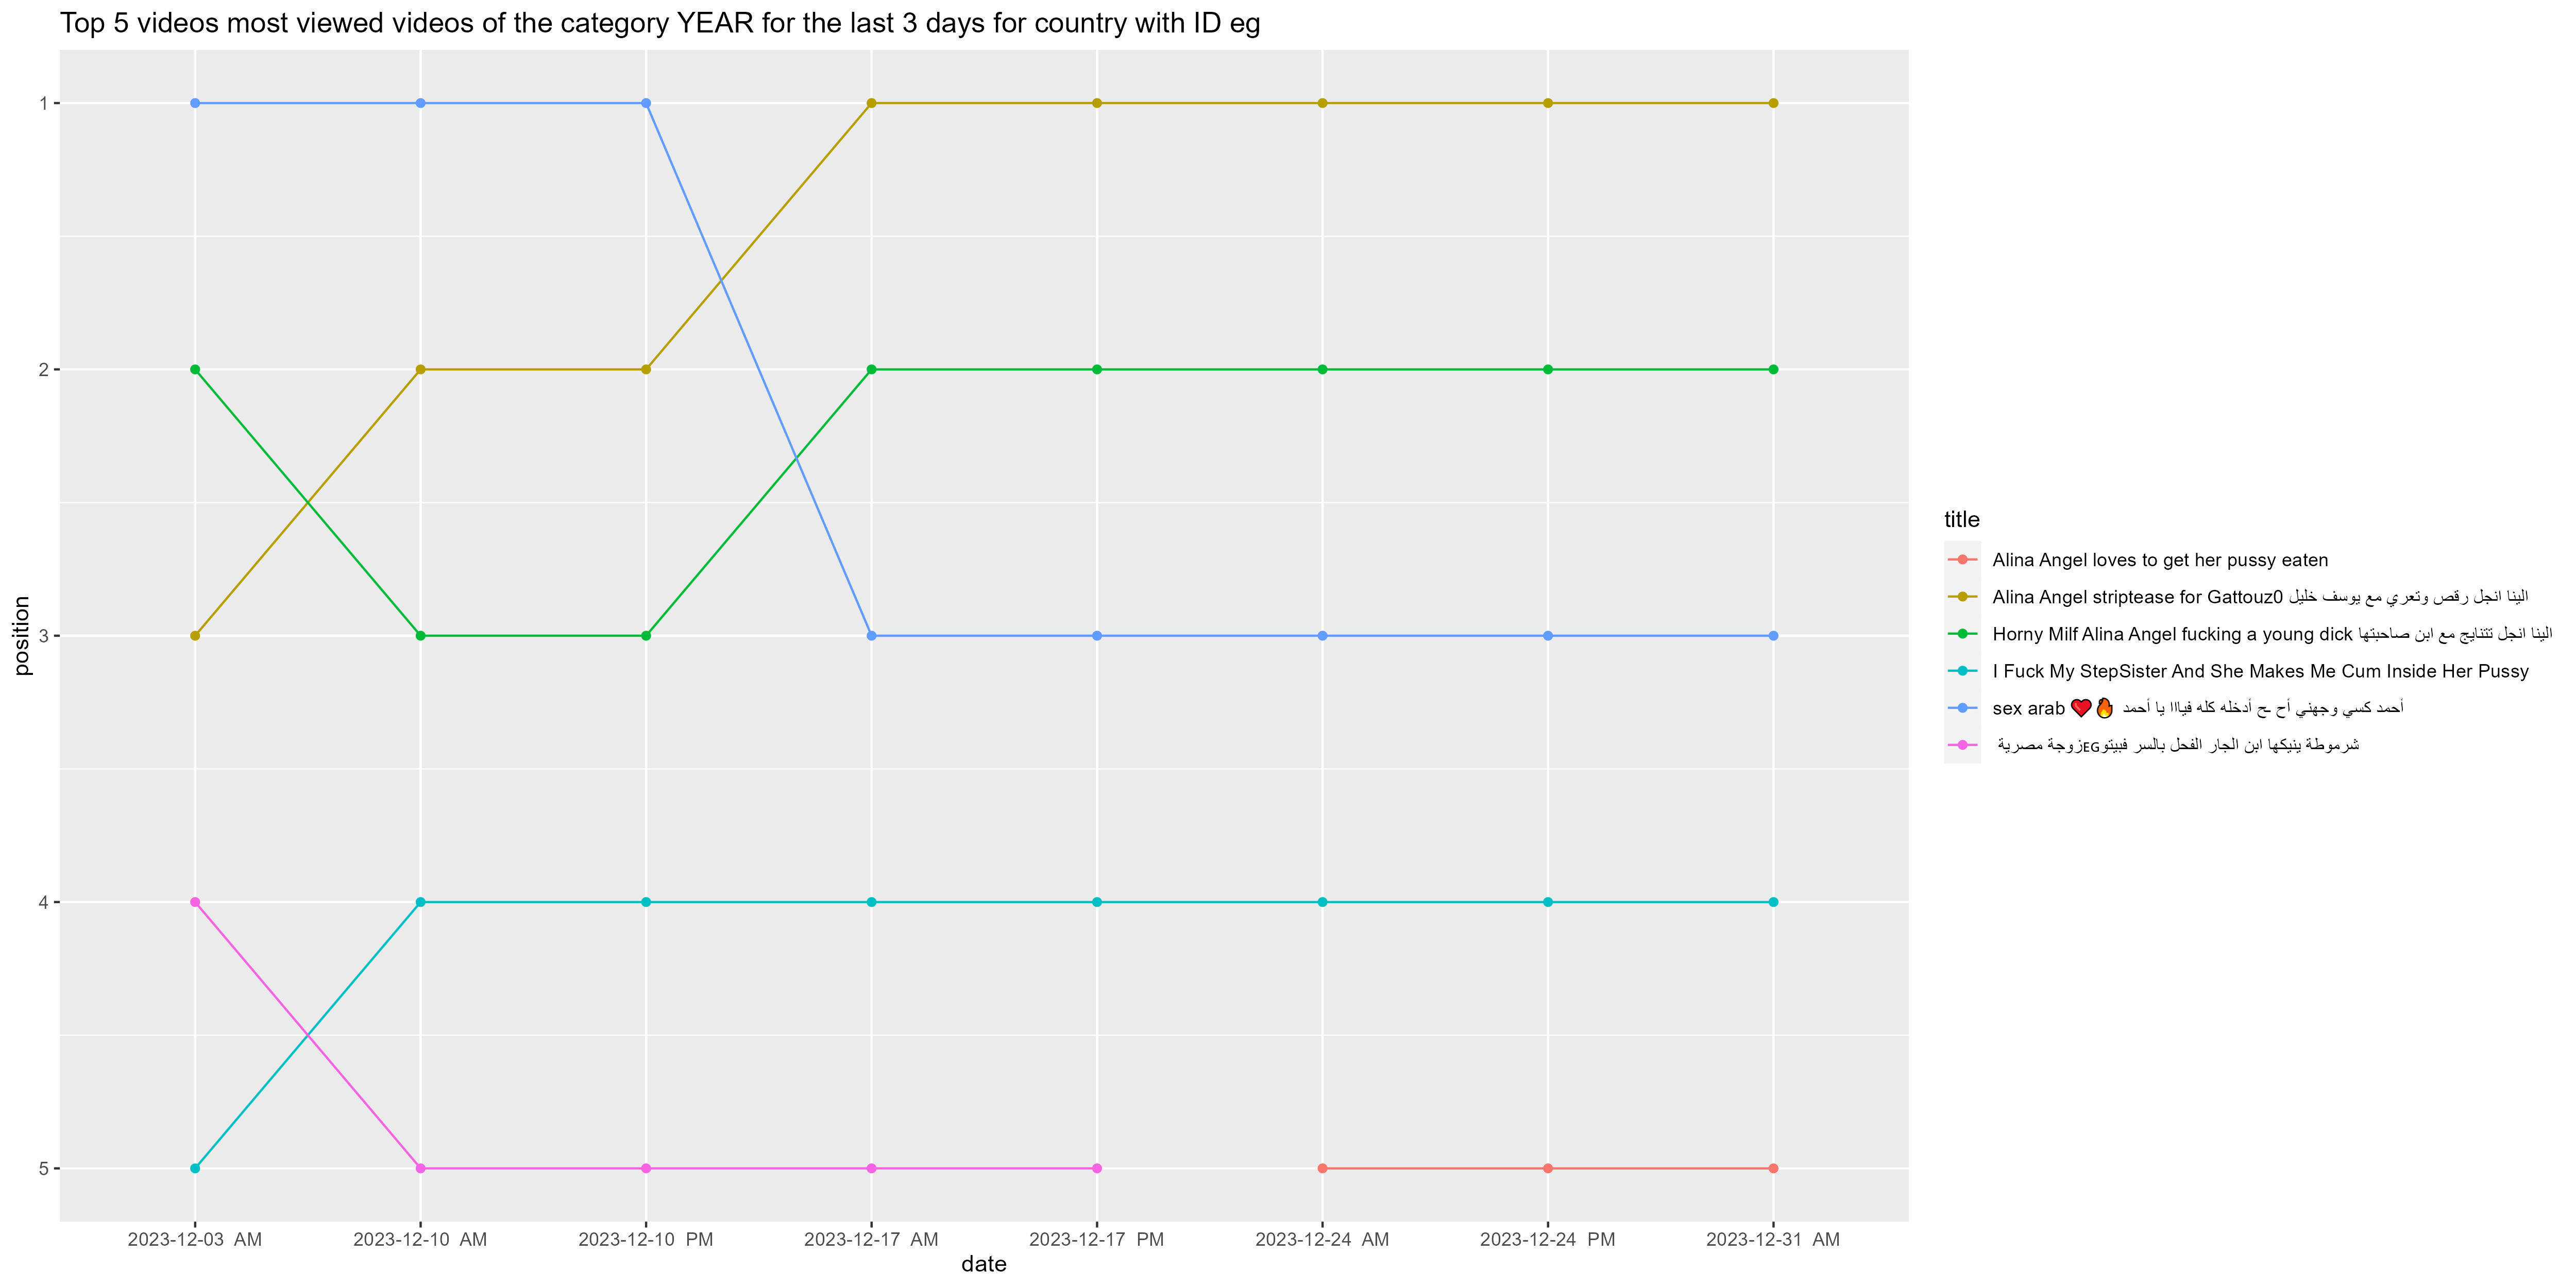 Top 5 videos most viewed videos of the category YEAR for the last 3 days for country with ID eg
position
1
2
3
4
5
2023-12-03 AM
2023-12-10 AM
2023-12-10 PM
2023-12-17 AM
2023-12-17 PM
2023-12-24 AM
2023-12-24 PM
2023-12-31 AM
date
title
Alina Angel loves to get her pussy eaten
Alina Angel striptease for Gattouz0 الينا انجل رقص وتعري مع يوسف خليل
Horny Milf Alina Angel fucking a young dick الينا انجل تتنايج مع ابن صاحبتها
I Fuck My StepSister And She Makes Me Cum Inside Her Pussy
sex arab ❤️🔥 أحمد كسي وجهني أح ـح أدخله كله فيااا يا أحمد
زوجة مصريةᴇɢشرموطة ينيكها ابن الجار الفحل بالسر فبيتو